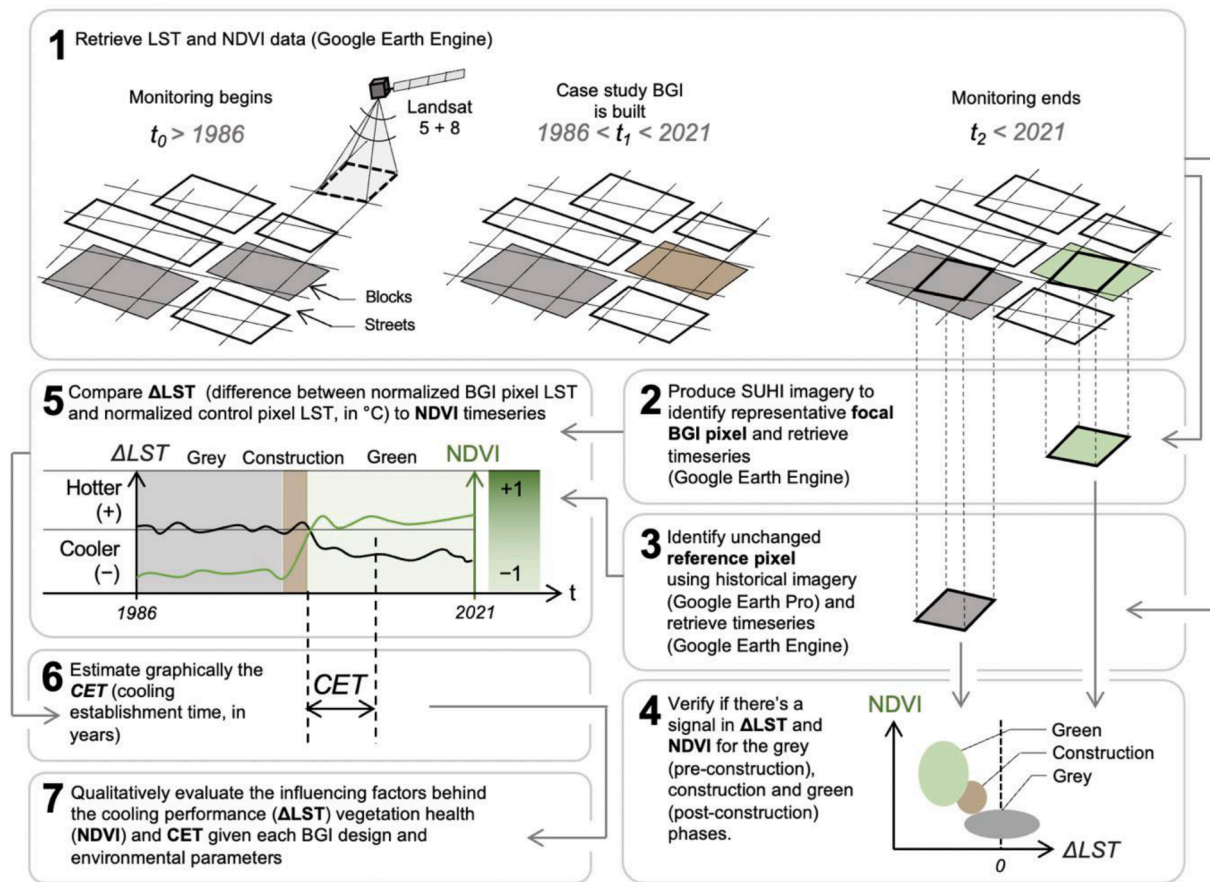 1 Retrieve LST and NDVI data (Google Earth Engine)
Monitoring begins
t0 > 1986
Landsat
5 + 8
Case study BGI
is built
1986 < t1 < 2021
Monitoring ends
t2 < 2021
Blocks
Streets
2 Produce SUHI imagery to
identify representative focal
BGI pixel and retrieve
timeseries
(Google Earth Engine)
3 Identify unchanged
reference pixel
using historical imagery
(Google Earth Pro) and
retrieve timeseries
(Google Earth Engine)
4 Verify if there's a
signal in ΔLST and
NDVI for the grey
(pre-construction),
construction and green
(post-construction)
phases.
NDVI
Green
Construction
Grey
0
ΔLST
5 Compare ΔLST (difference between normalized BGI pixel LST
and normalized control pixel LST, in °C) to NDVI timeseries
ΔLST Grey Construction Green NDVI
Hotter
(+)
+1
Cooler
(−)
−1
t
1986
2021
6 Estimate graphically the
CET (cooling
establishment time, in
years)
CET
7 Qualitatively evaluate the influencing factors behind
the cooling performance (ΔLST) vegetation health
(NDVI) and CET given each BGI design and
environmental parameters